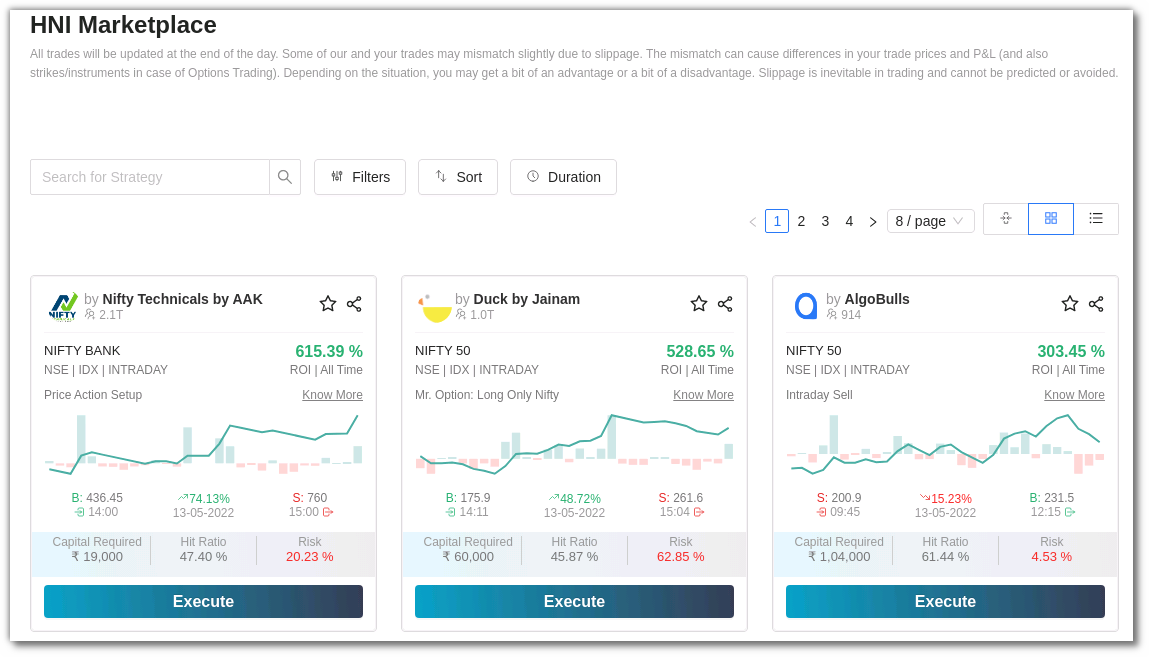 HNI Marketplace
All trades will be updated at the end of the day. Some of our and your trades may mismatch slightly due to slippage. The mismatch can cause differences in your trade prices and P&L (and also
strikes/instruments in case of Options Trading). Depending on the situation, you may get a bit of an advantage or a bit of a disadvantage. Slippage is inevitable in trading and cannot be predicted or avoided.
Search for Strategy Filters Sort Duration
1 2 3 4 8 / page
NIFTY
by Nifty Technicals by AAK
2.1T
NIFTY BANK 615.39 %
NSE | IDX | INTRADAY ROI | All Time
Price Action Setup Know More
B: 436.45 74.13% S: 760
14:00 13-05-2022 15:00
Capital Required Hit Ratio Risk
₹ 19,000 47.40 % 20.23 %
Execute
by Duck by Jainam
1.0T
NIFTY 50 528.65 %
NSE | IDX | INTRADAY ROI | All Time
Mr. Option: Long Only Nifty Know More
B: 175.9 48.72% S: 261.6
14:11 13-05-2022 15:04
Capital Required Hit Ratio Risk
₹ 60,000 45.87 % 62.85 %
Execute
by AlgoBulls
914
NIFTY 50 303.45 %
NSE | IDX | INTRADAY ROI | All Time
Intraday Sell Know More
S: 200.9 15.23% B: 231.5
09:45 13-05-2022 12:15
Capital Required Hit Ratio Risk
₹ 1,04,000 61.44 % 4.53 %
Execute